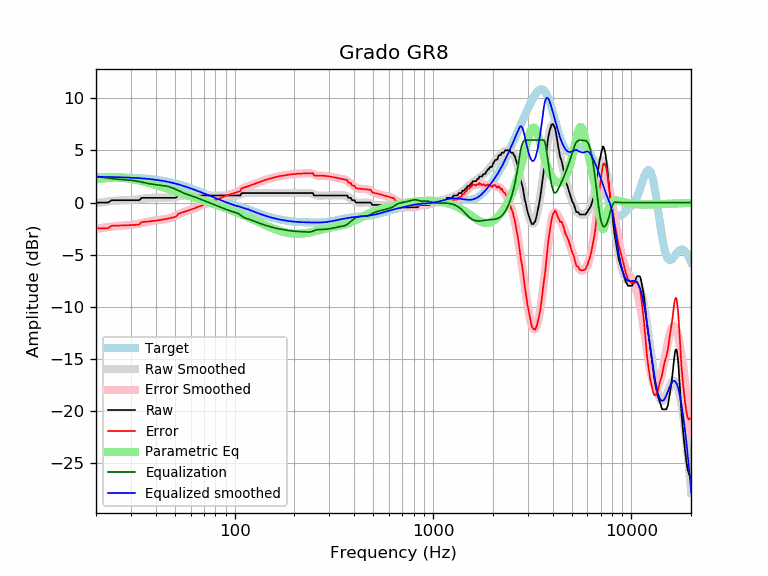 Grado GR8
Amplitude (dBr)
10
5
0
−5
−10
−15
−20
−25
Target
Raw Smoothed
Error Smoothed
Raw
Error
Parametric Eq
Equalization
Equalized smoothed
100 1000 10000
Frequency (Hz)